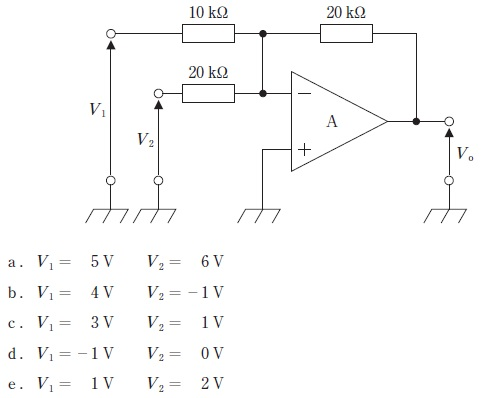 10 kΩ 20 kΩ
20 kΩ
V₁
V₂
−
A
+
Vₒ
a. V₁ = 5 V V₂ = 6 V
b. V₁ = 4 V V₂ = −1 V
c. V₁ = 3 V V₂ = 1 V
d. V₁ = −1 V V₂ = 0 V
e. V₁ = 1 V V₂ = 2 V